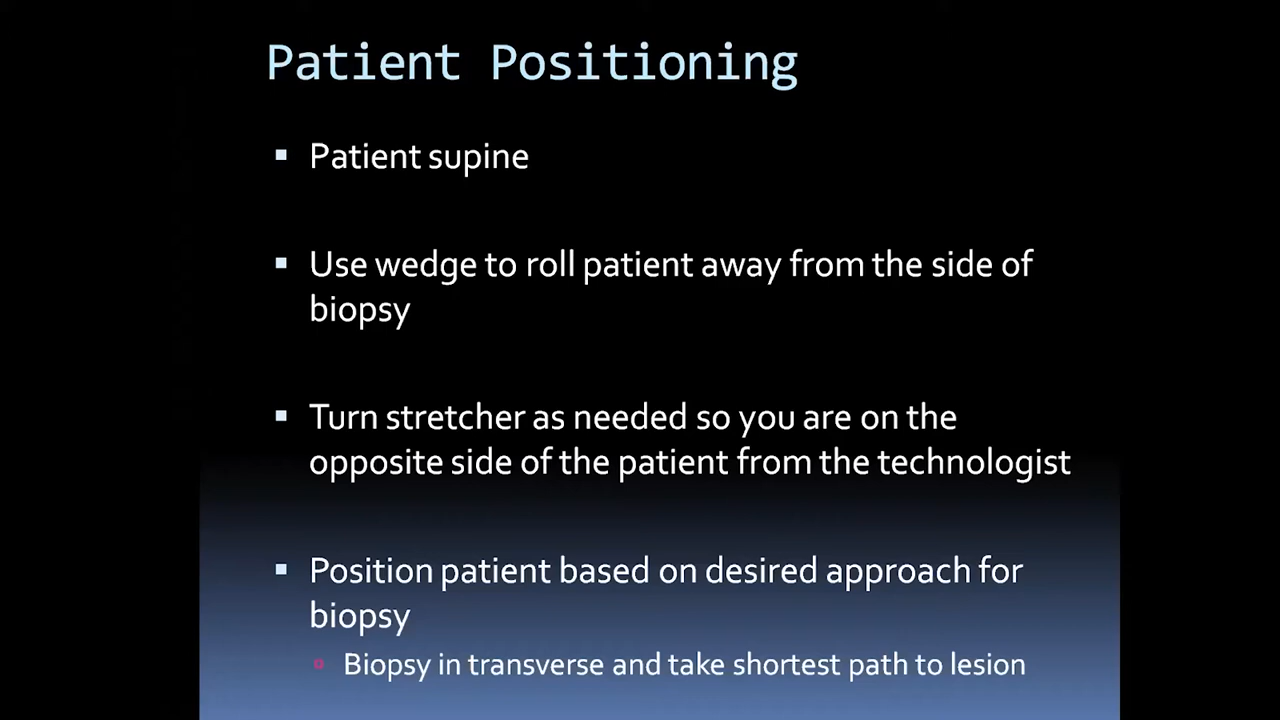 Patient Positioning
Patient supine
Use wedge to roll patient away from the side of
biopsy
Turn stretcher as needed so you are on the
opposite side of the patient from the technologist
Position patient based on desired approach for
biopsy
Biopsy in transverse and take shortest path to lesion